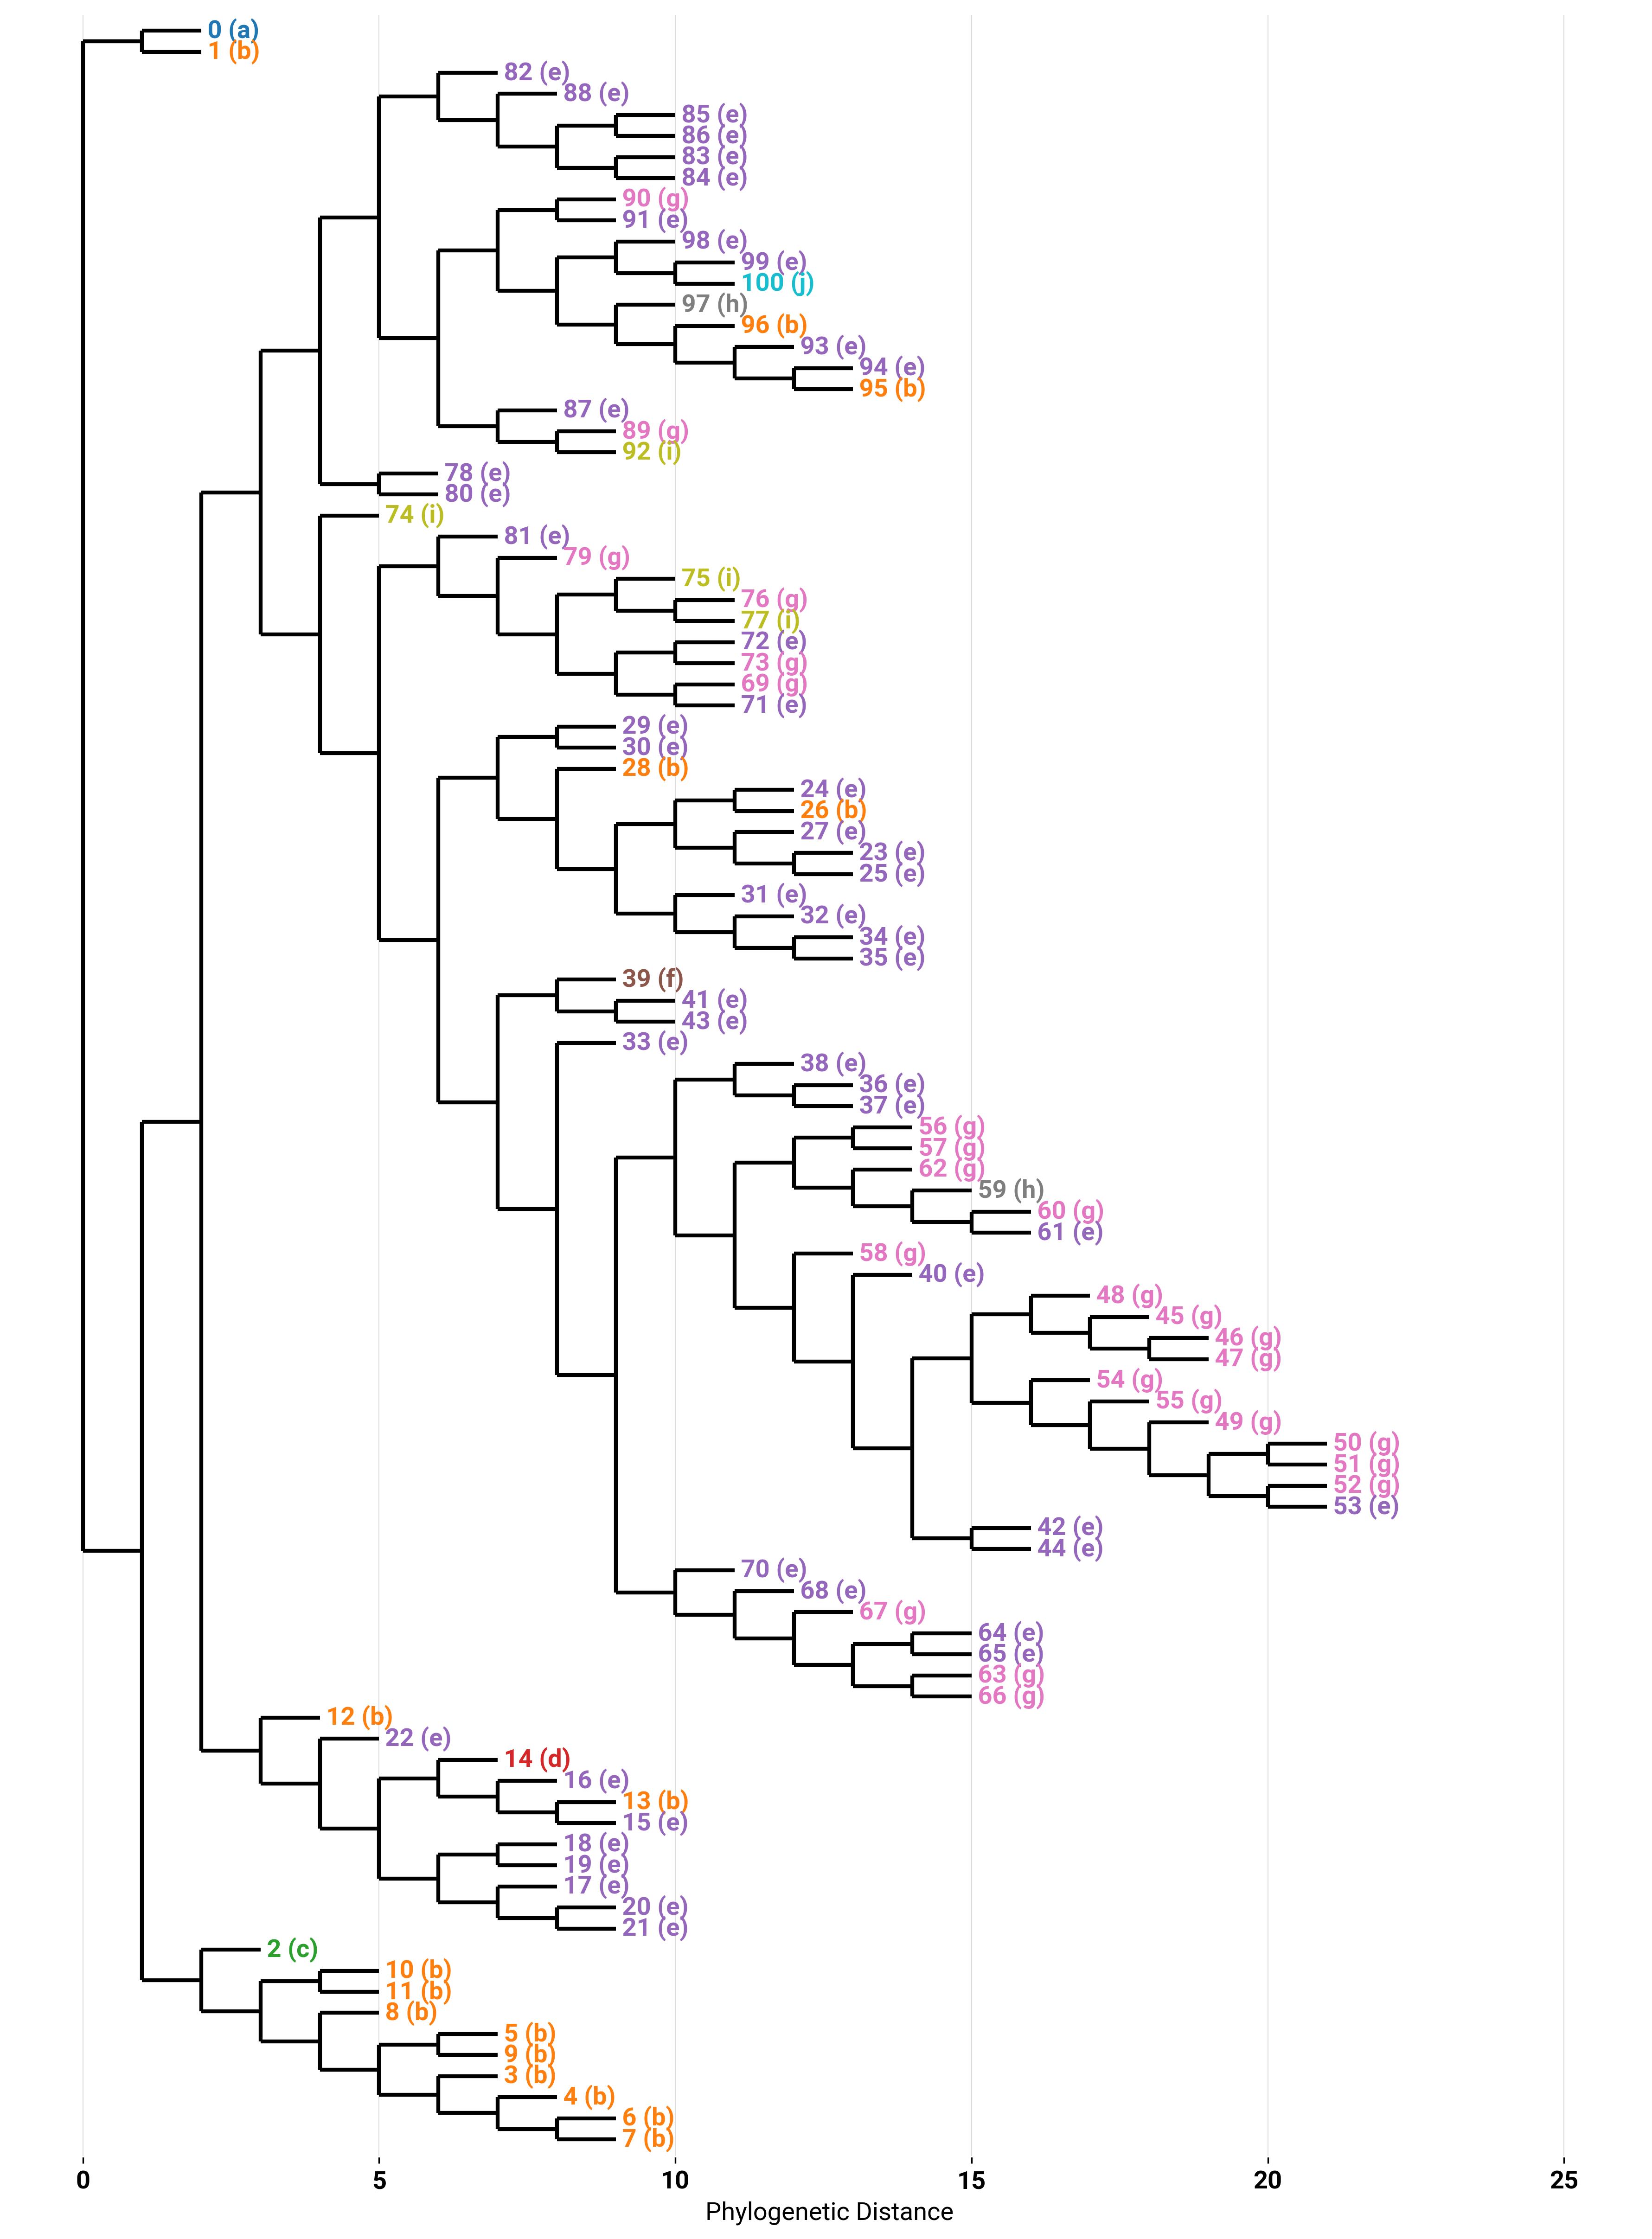 0 (a)
1 (b)
82 (e)
88 (e)
85 (e)
86 (e)
83 (e)
84 (e)
90 (g)
91 (e)
98 (e)
99 (e)
100 (j)
97 (h)
96 (b)
93 (e)
94 (e)
95 (b)
87 (e)
89 (g)
92 (i)
78 (e)
80 (e)
74 (i)
81 (e)
79 (g)
75 (i)
76 (g)
77 (i)
72 (e)
73 (g)
69 (g)
71 (e)
29 (e)
30 (e)
28 (b)
24 (e)
26 (b)
27 (e)
23 (e)
25 (e)
31 (e)
32 (e)
34 (e)
35 (e)
39 (f)
41 (e)
43 (e)
33 (e)
38 (e)
36 (e)
37 (e)
56 (g)
57 (g)
62 (g)
59 (h)
60 (g)
61 (e)
58 (g)
40 (e)
48 (g)
45 (g)
46 (g)
47 (g)
54 (g)
55 (g)
49 (g)
50 (g)
51 (g)
52 (g)
53 (e)
42 (e)
44 (e)
70 (e)
68 (e)
67 (g)
64 (e)
65 (e)
63 (g)
66 (g)
12 (b)
22 (e)
14 (d)
16 (e)
13 (b)
15 (e)
18 (e)
19 (e)
17 (e)
20 (e)
21 (e)
2 (c)
10 (b)
11 (b)
8 (b)
5 (b)
9 (b)
3 (b)
4 (b)
6 (b)
7 (b)
0 5 10 15 20 25
Phylogenetic Distance